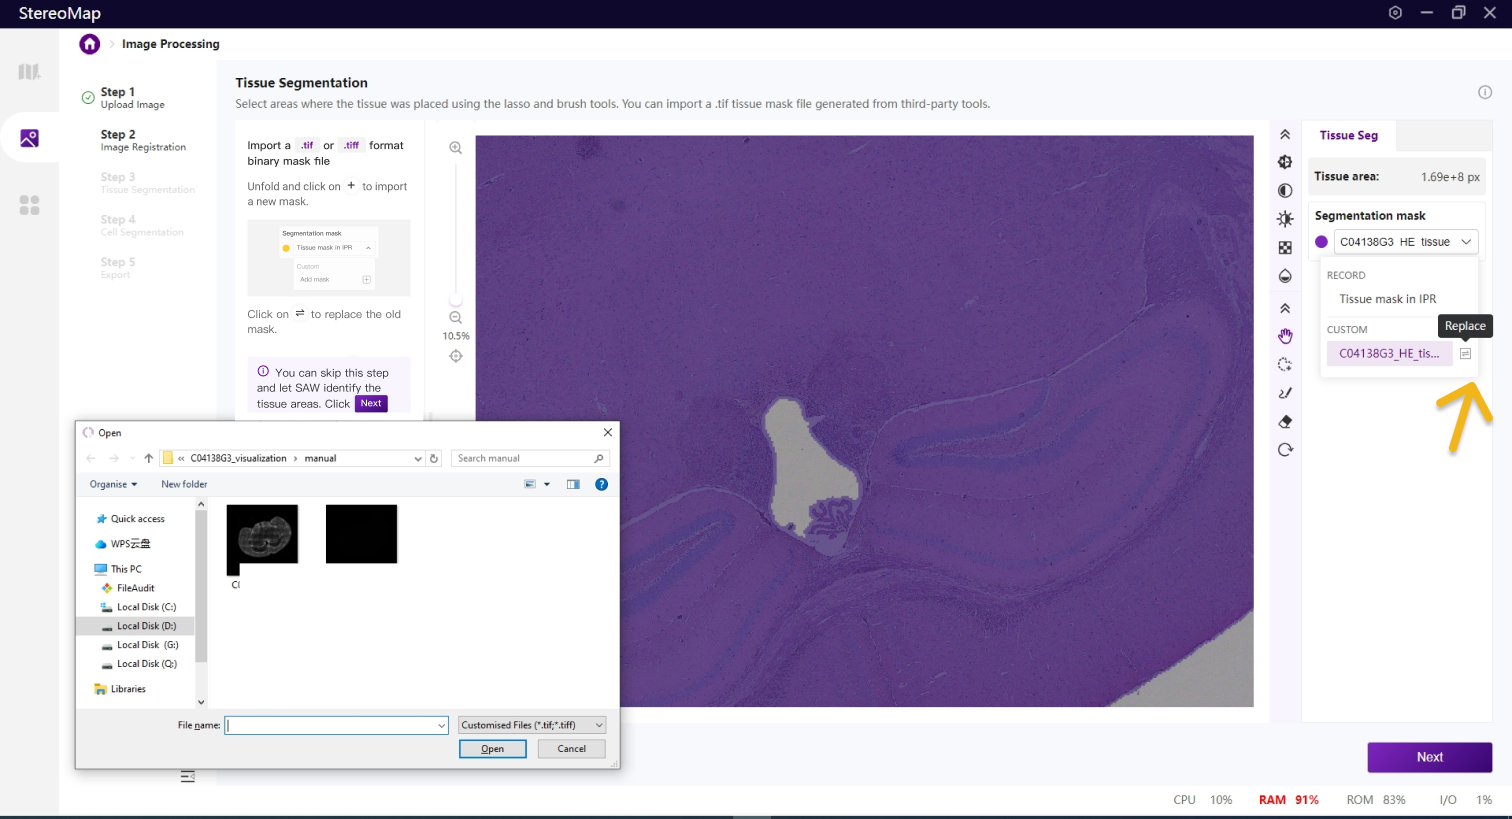 StereoMap
Image Processing
Step 1
Upload Image
Step 2
Image Registration
Step 3
Tissue Segmentation
Step 4
Cell Segmentation
Step 5
Export
Tissue Segmentation
Select areas where the tissue was placed using the lasso and brush tools. You can import a .tif tissue mask file generated from third-party tools.
Import a .tif or .tiff format
binary mask file
Unfold and click on + to import
a new mask.
Segmentation mask
Tissue mask in IPR
Custom
Add mask
Click on ⇌ to replace the old
mask.
You can skip this step
and let SAW identify the
tissue areas. Click Next
10.5%
Tissue Seg
Tissue area: 1.69e+8 px
Segmentation mask
C04138G3 HE tissue
RECORD
Tissue mask in IPR
CUSTOM
Replace
C04138G3_HE_tis...
Open
« C04138G3_visualization › manual
Search manual
Organise
New folder
Quick access
WPS云盘
This PC
FileAudit
Local Disk (C:)
Local Disk (D:)
Local Disk (G:)
Local Disk (Q:)
Libraries
File name:
Customised Files (*.tif;*.tiff)
Open
Cancel
Next
CPU 10% RAM 91% ROM 83% I/O 1%